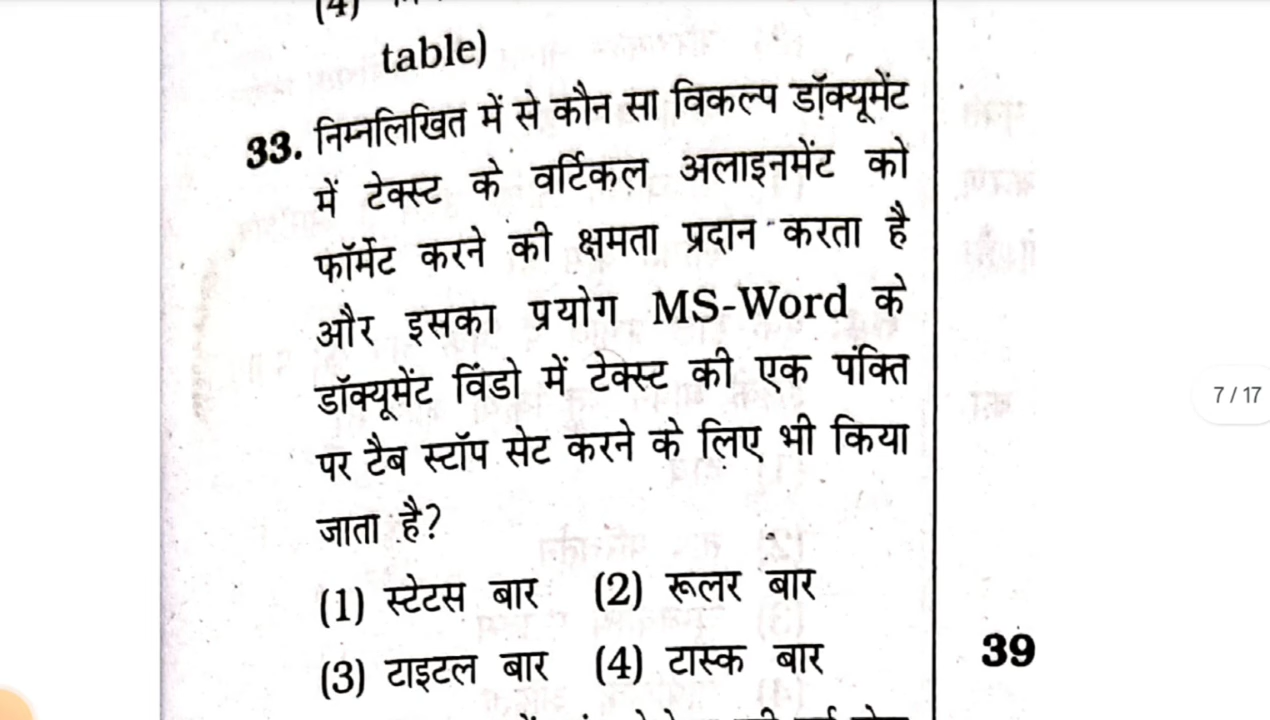 (4)
table)
33. निम्नलिखित में से कौन सा विकल्प डॉक्यूमेंट
में टेक्स्ट के वर्टिकल अलाइनमेंट को
फॉर्मेट करने की क्षमता प्रदान करता है
और इसका प्रयोग MS-Word के
डॉक्यूमेंट विंडो में टेक्स्ट की एक पंक्ति
पर टैब स्टॉप सेट करने के लिए भी किया
जाता है?
(1) स्टेटस बार (2) रूलर बार
(3) टाइटल बार (4) टास्क बार
39
7 / 17